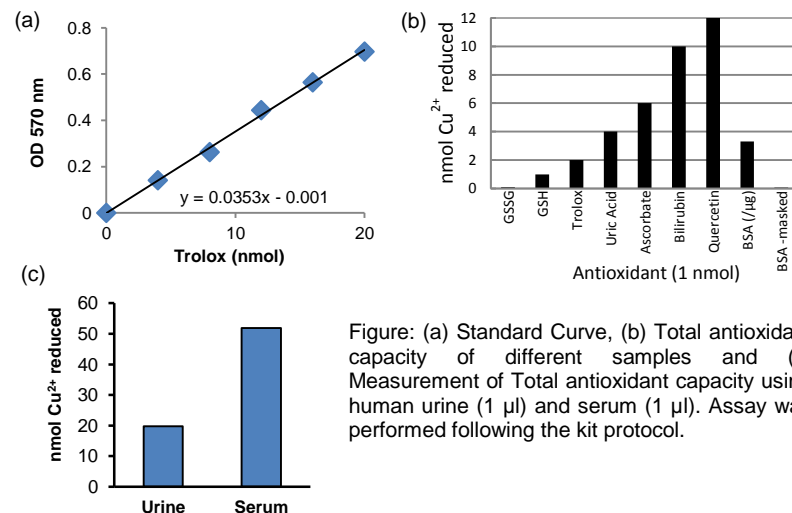 (a)
0.8
0.6
0.4
0.2
0
OD 570 nm
y = 0.0353x - 0.001
0 10 20
Trolox (nmol)
(b)
12
10
8
6
4
2
0
nmol Cu²⁺ reduced
GSSG
GSH
Trolox
Uric Acid
Ascorbate
Bilirubin
Quercetin
BSA (/µg)
BSA -masked
Antioxidant (1 nmol)
(c)
60
50
40
30
20
10
0
nmol Cu²⁺ reduced
Urine Serum
Figure: (a) Standard Curve, (b) Total antioxida
capacity of different samples and (
Measurement of Total antioxidant capacity usin
human urine (1 µl) and serum (1 µl). Assay wa
performed following the kit protocol.